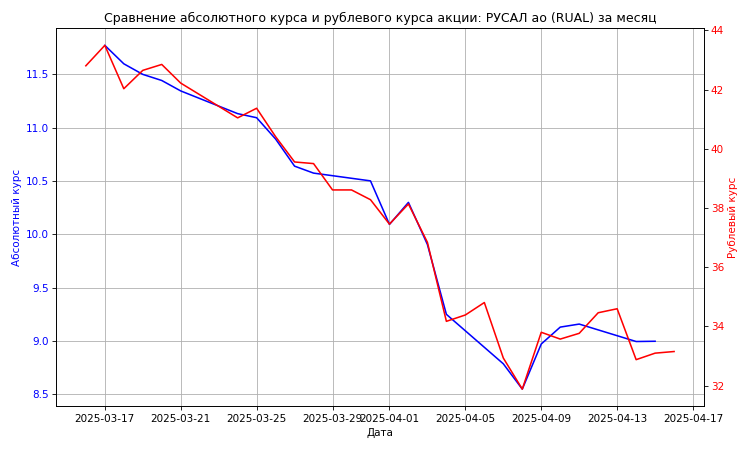 Сравнение абсолютного курса и рублевого курса акции: РУСАЛ ао (RUAL) за месяц
44
11.5
42
11.0
40
10.5
38
10.0
36
9.5
34
9.0
32
8.5
Абсолютный курс
Рублевый курс
2025-03-17 2025-03-21 2025-03-25 2025-03-29 2025-04-01 2025-04-05 2025-04-09 2025-04-13 2025-04-17
Дата